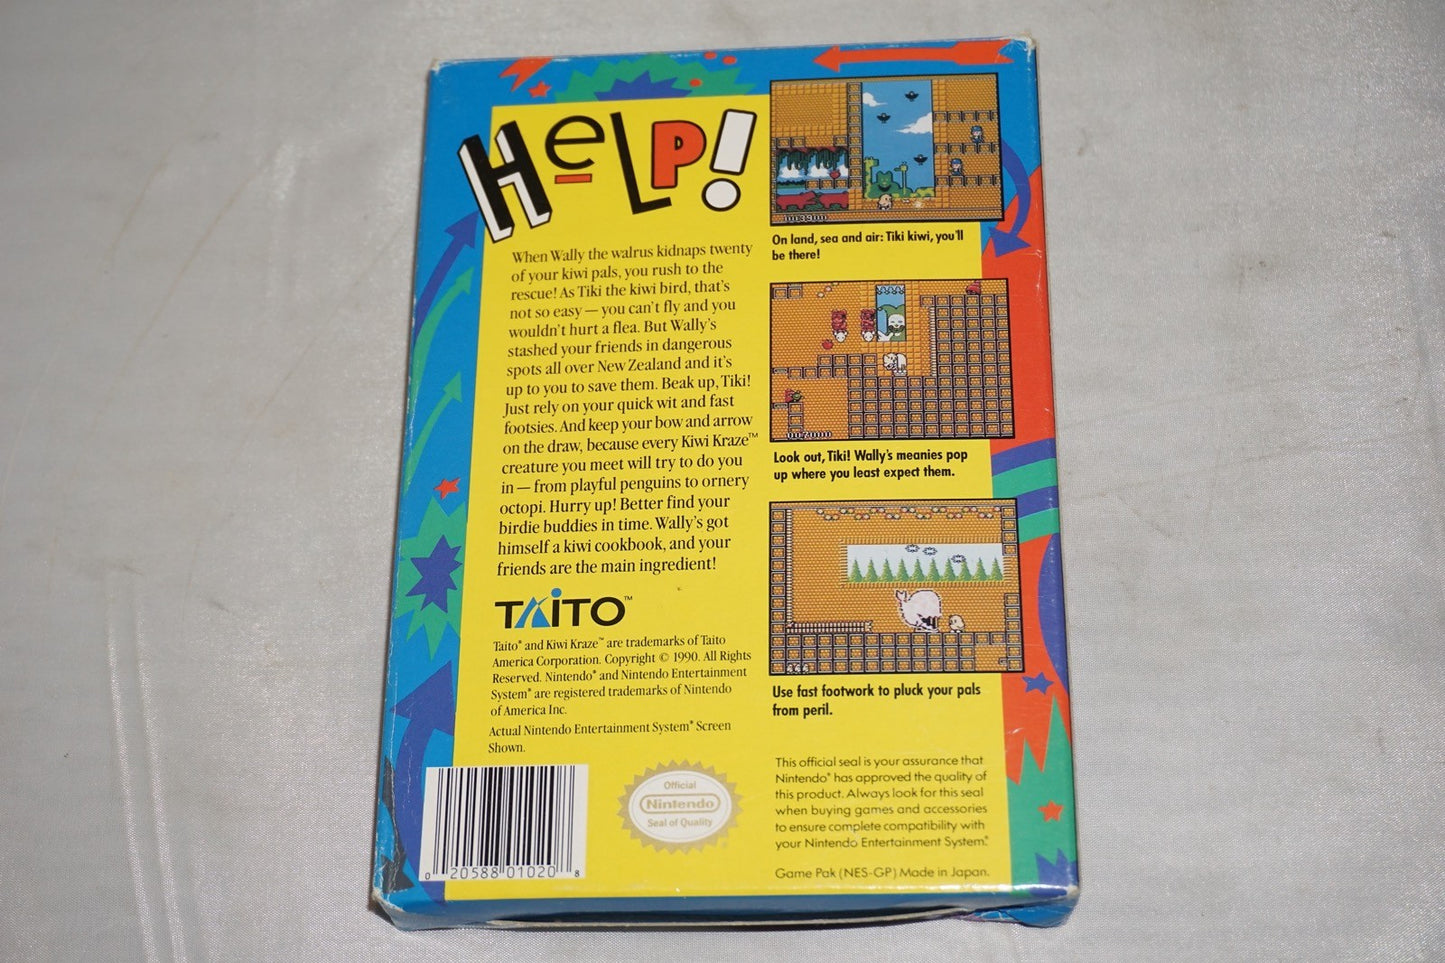 HeLP!
When Wally the walrus kidnaps twenty
of your kiwi pals, you rush to the
rescue! As Tiki the kiwi bird, that's
not so easy — you can't fly and you
wouldn't hurt a flea. But Wally's
stashed your friends in dangerous
spots all over New Zealand and it's
up to you to save them. Beak up, Tiki!
Just rely on your quick wit and fast
footsies. And keep your bow and arrow
on the draw, because every Kiwi Kraze™
creature you meet will try to do you
in — from playful penguins to ornery
octopi. Hurry up! Better find your
birdie buddies in time. Wally's got
himself a kiwi cookbook, and your
friends are the main ingredient!
TAITO™
Taito® and Kiwi Kraze™ are trademarks of Taito
America Corporation. Copyright © 1990. All Rights
Reserved. Nintendo® and Nintendo Entertainment
System® are registered trademarks of Nintendo
of America Inc.
Actual Nintendo Entertainment System® Screen
Shown.
0 20588 01020 8
Official
Nintendo
Seal of Quality
003900
On land, sea and air: Tiki kiwi, you'll
be there!
007000
Look out, Tiki! Wally's meanies pop
up where you least expect them.
Use fast footwork to pluck your pals
from peril.
This official seal is your assurance that
Nintendo® has approved the quality of
this product. Always look for this seal
when buying games and accessories
to ensure complete compatibility with
your Nintendo Entertainment System.®
Game Pak (NES-GP) Made in Japan.